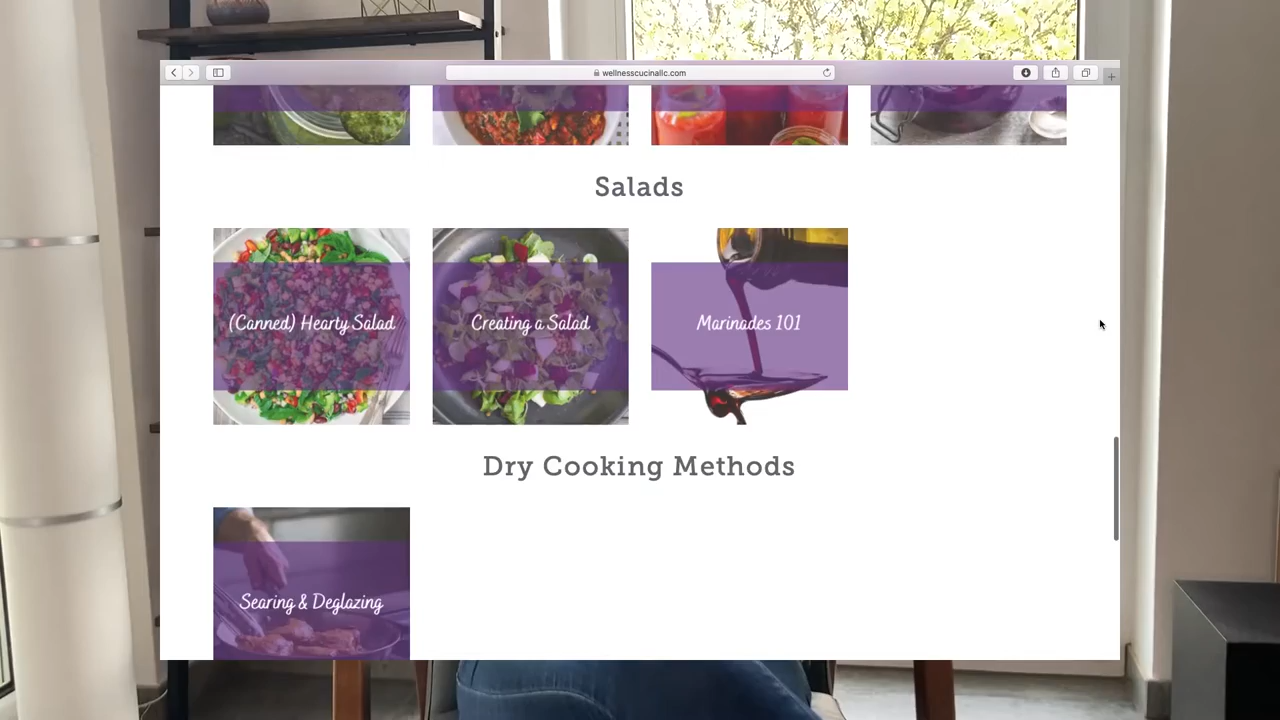 wellnesscucinallc.com
Salads
(Canned) Hearty Salad
Creating a Salad
Marinades 101
Dry Cooking Methods
Searing & Deglazing